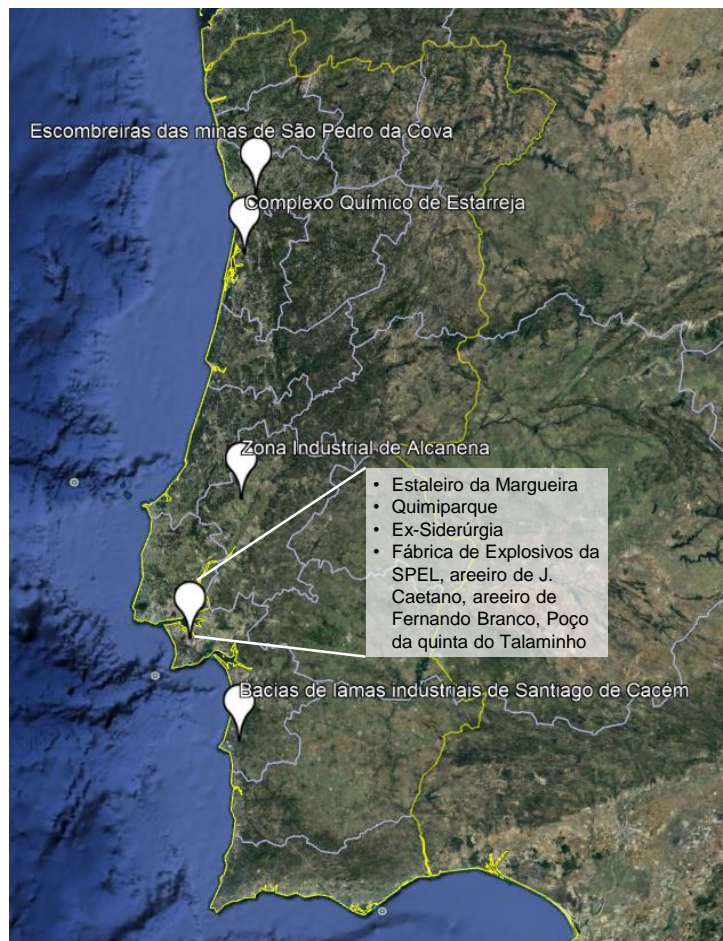 Escombreiras das minas de São Pedro da Cova
Complexo Químico de Estarreja
Zona Industrial de Alcanena
• Estaleiro da Margueira
• Quimiparque
• Ex-Siderúrgia
• Fábrica de Explosivos da
SPEL, areeiro de J.
Caetano, areeiro de
Fernando Branco, Poço
da quinta do Talaminho
Bacias de lamas industriais de Santiago de Cacém